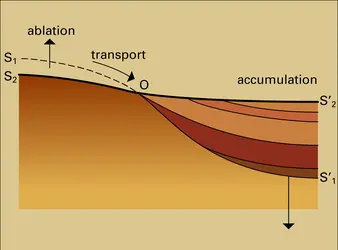 ablation
transport
S₁
S₂
O
accumulation
S′₂
S′₁